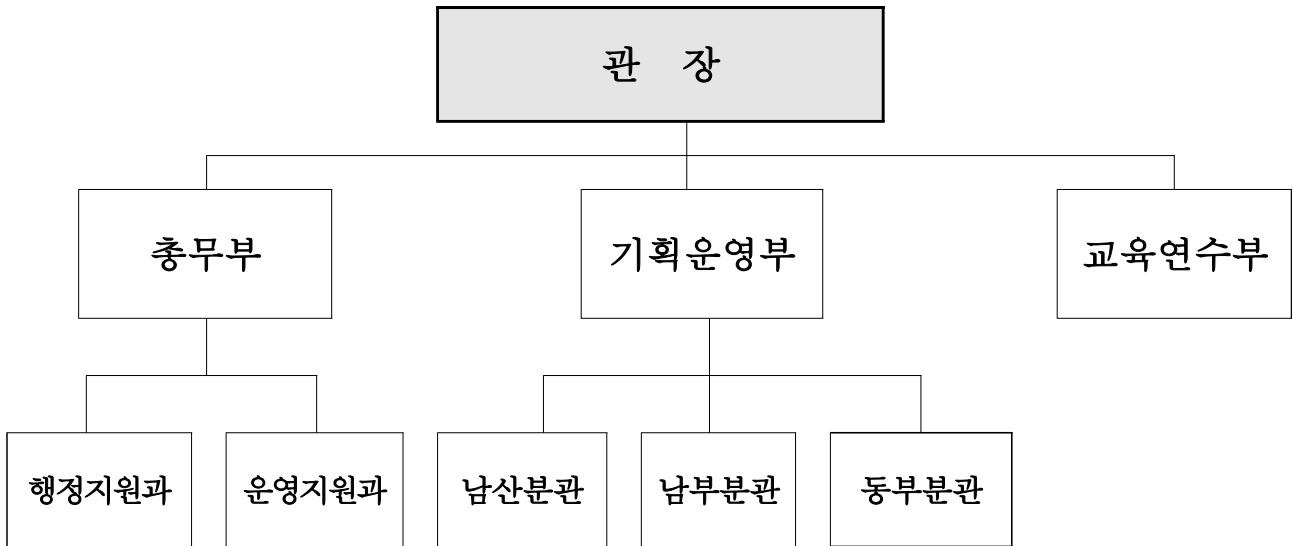 관 장
총무부
기획운영부
교육연수부
행정지원과
운영지원과
남산분관
남부분관
동부분관